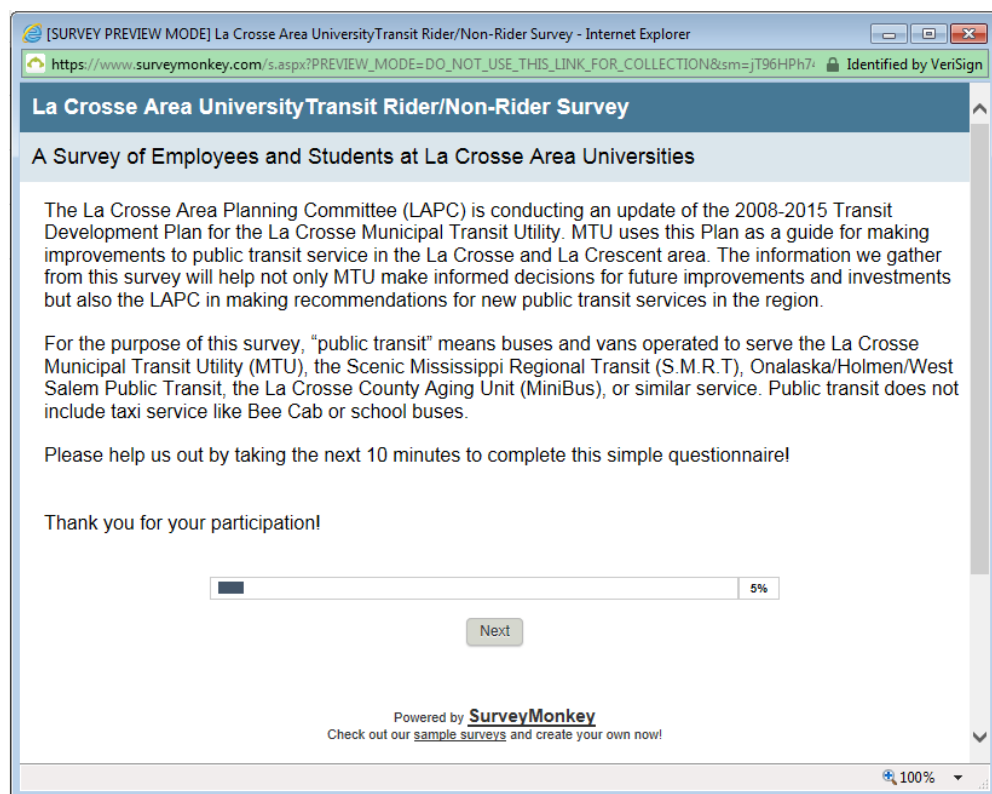 [SURVEY PREVIEW MODE] La Crosse Area UniversityTransit Rider/Non-Rider Survey - Internet Explorer
https://www.surveymonkey.com/s.aspx?PREVIEW_MODE=DO_NOT_USE_THIS_LINK_FOR_COLLECTION&sm=jT96HPh74 Identified by VeriSign
La Crosse Area UniversityTransit Rider/Non-Rider Survey
A Survey of Employees and Students at La Crosse Area Universities
The La Crosse Area Planning Committee (LAPC) is conducting an update of the 2008-2015 Transit
Development Plan for the La Crosse Municipal Transit Utility. MTU uses this Plan as a guide for making
improvements to public transit service in the La Crosse and La Crescent area. The information we gather
from this survey will help not only MTU make informed decisions for future improvements and investments
but also the LAPC in making recommendations for new public transit services in the region.
For the purpose of this survey, “public transit” means buses and vans operated to serve the La Crosse
Municipal Transit Utility (MTU), the Scenic Mississippi Regional Transit (S.M.R.T), Onalaska/Holmen/West
Salem Public Transit, the La Crosse County Aging Unit (MiniBus), or similar service. Public transit does not
include taxi service like Bee Cab or school buses.
Please help us out by taking the next 10 minutes to complete this simple questionnaire!
Thank you for your participation!
5%
Next
Powered by SurveyMonkey
Check out our sample surveys and create your own now!
100%